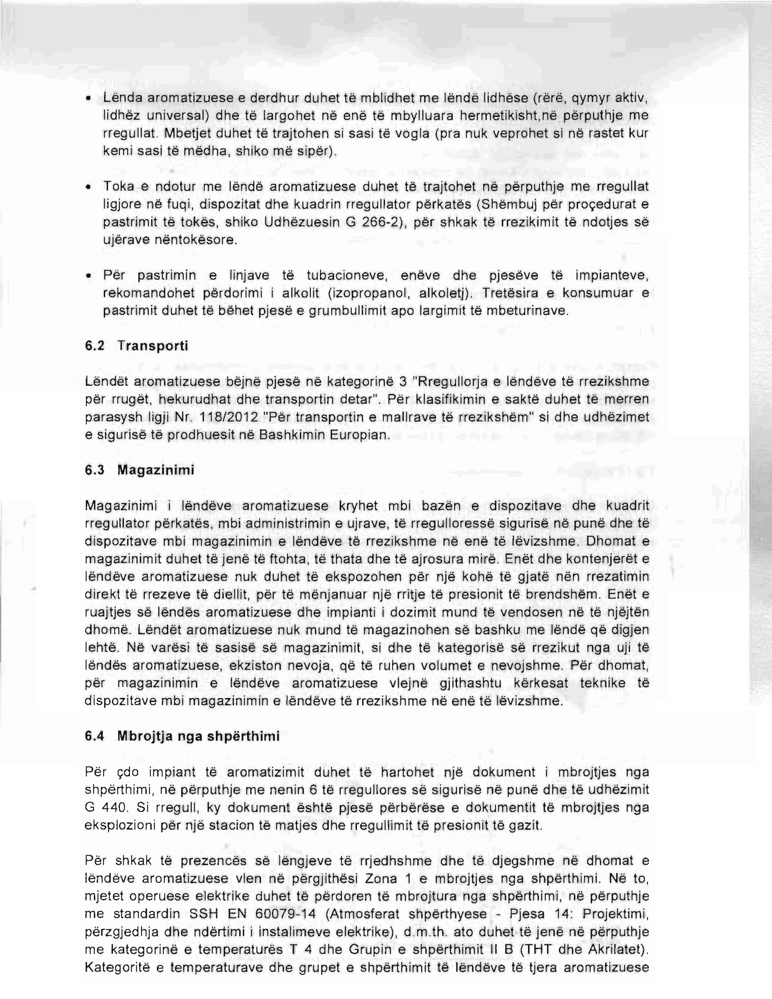 • Lënda aromatizuese e derdhur duhet të mblidhet me lëndë lidhëse (rërë, qymyr aktiv,
lidhëz universal) dhe të largohet në enë të mbylluara hermetikisht,në përputhje me
rregullat. Mbetjet duhet të trajtohen si sasi të vogla (pra nuk veprohet si në rastet kur
kemi sasi të mëdha, shiko më sipër).
• Toka e ndotur me lëndë aromatizuese duhet të trajtohet në përputhje me rregullat
ligjore në fuqi, dispozitat dhe kuadrin rregullator përkatës (Shëmbuj për proçedurat e
pastrimit të tokës, shiko Udhëzuesin G 266-2), për shkak të rrezikimit të ndotjes së
ujërave nëntokësore.
• Për pastrimin e linjave të tubacioneve, enëve dhe pjesëve të impianteve,
rekomandohet përdorimi i alkolit (izopropanol, alkoletj). Tretësira e konsumuar e
pastrimit duhet të bëhet pjesë e grumbullimit apo largimit të mbeturinave.
6.2 Transporti
Lëndët aromatizuese bëjnë pjesë në kategorinë 3 "Rregullorja e lëndëve të rrezikshme
për rrugët, hekurudhat dhe transportin detar". Për klasifikimin e saktë duhet të merren
parasysh ligji Nr. 118/2012 "Për transportin e mallrave të rrezikshëm" si dhe udhëzimet
e sigurisë të prodhuesit në Bashkimin Europian.
6.3 Magazinimi
Magazinimi i lëndëve aromatizuese kryhet mbi bazën e dispozitave dhe kuadrit
rregullator përkatës, mbi administrimin e ujrave, të rregulloressë sigurisë në punë dhe të
dispozitave mbi magazinimin e lëndëve të rrezikshme në enë të lëvizshme. Dhomat e
magazinimit duhet të jenë të ftohta, të thata dhe të ajrosura mirë. Enët dhe kontenjerët e
lëndëve aromatizuese nuk duhet të ekspozohen për një kohë të gjatë nën rrezatimin
direkt të rrezeve të diellit, për të mënjanuar një rritje të presionit të brendshëm. Enët e
ruajtjes së lëndës aromatizuese dhe impianti i dozimit mund të vendosen në të njëjtën
dhomë. Lëndët aromatizuese nuk mund të magazinohen së bashku me lëndë që digjen
lehtë. Në varësi të sasisë së magazinimit, si dhe të kategorisë së rrezikut nga uji të
lëndës aromatizuese, ekziston nevoja, që të ruhen volumet e nevojshme. Për dhomat,
për magazinimin e lëndëve aromatizuese vlejnë gjithashtu kërkesat teknike të
dispozitave mbi magazinimin e lëndëve të rrezikshme në enë të lëvizshme.
6.4 Mbrojtja nga shpërthimi
Për çdo impiant të aromatizimit duhet të hartohet një dokument i mbrojtjes nga
shpërthimi, në përputhje me nenin 6 të rregullores së sigurisë në punë dhe të udhëzimit
G 440. Si rregull, ky dokument është pjesë përbërëse e dokumentit të mbrojtjes nga
eksplozioni për një stacion të matjes dhe rregullimit të presionit të gazit.
Për shkak të prezencës së lëngjeve të rrjedhshme dhe të djegshme në dhomat e
lëndëve aromatizuese vlen në përgjithësi Zona 1 e mbrojtjes nga shpërthimi. Në to,
mjetet operuese elektrike duhet të përdoren të mbrojtura nga shpërthimi, në përputhje
me standardin SSH EN 60079-14 (Atmosferat shpërthyese - Pjesa 14: Projektimi,
përzgjedhja dhe ndërtimi i instalimeve elektrike), d.m.th. ato duhet të jenë në përputhje
me kategorinë e temperaturës T 4 dhe Grupin e shpërthimit II B (THT dhe Akrilatet).
Kategoritë e temperaturave dhe grupet e shpërthimit të lëndëve të tjera aromatizuese